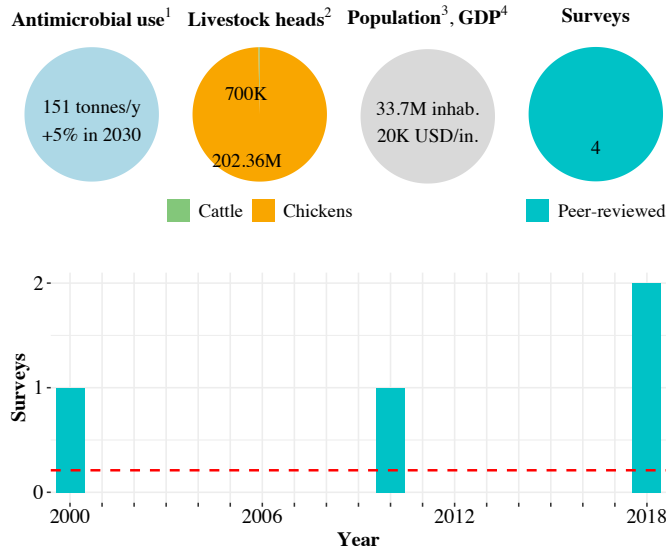 Antimicrobial use¹ Livestock heads² Population³, GDP⁴ Surveys
151 tonnes/y
+5% in 2030
700K
202.36M
33.7M inhab.
20K USD/in.
4
Cattle Chickens
Peer-reviewed
Surveys
2
1
0
2000 2006 2012 2018
Year